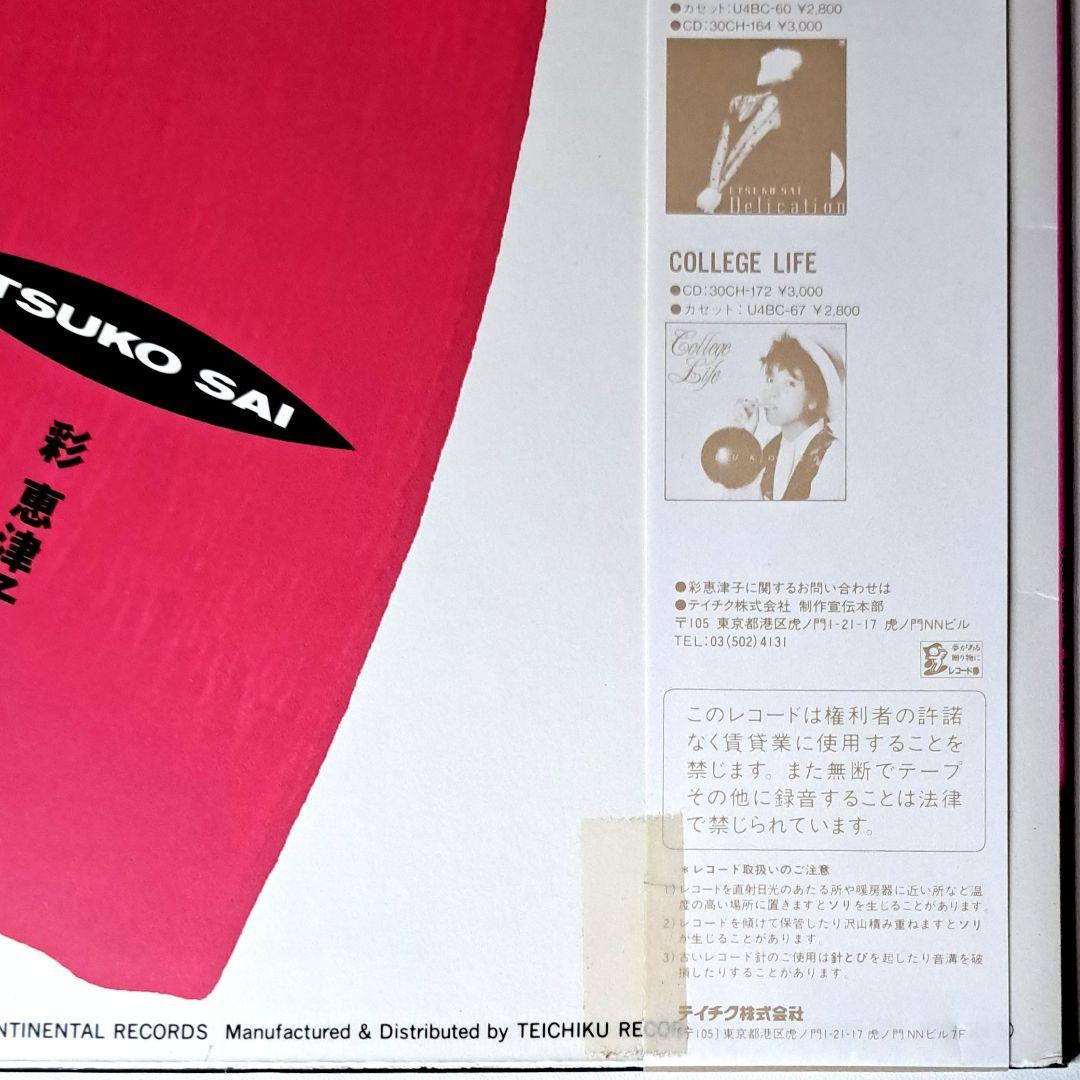 ●カセット:U4BC-60 ¥2,800
●CD:30CH-164 ¥3,000
ETSUKO SAI
Delication
COLLEGE LIFE
●CD:30CH-172 ¥3,000
●カセット:U4BC-67 ¥2,800
College
Life
TSUKO SAI
彩恵津子
●彩恵津子に関するお問い合わせは
●テイチク株式会社 制作宣伝本部
〒105 東京都港区虎ノ門1-21-17 虎ノ門NNビル
TEL:03(502)4131
夢がある
贈り物に
レコード券
このレコードは権利者の許諾
なく賃貸業に使用することを
禁じます。また無断でテープ
その他に録音することは法律
で禁じられています。
*レコード取扱いのご注意
1)レコードを直射日光のあたる所や暖房器に近い所など温
度の高い場所に置きますとソリを生じることがあります。
2)レコードを傾けて保管したり沢山積み重ねますとソリ
が生じることがあります。
3)古いレコード針のご使用は針とびを起したり音溝を破
損したりすることがあります。
テイチク株式会社
〔〒105〕東京都港区虎ノ門1-21-17 虎ノ門NNビル7F
NTINENTAL RECORDS Manufactured & Distributed by TEICHIKU RECOR